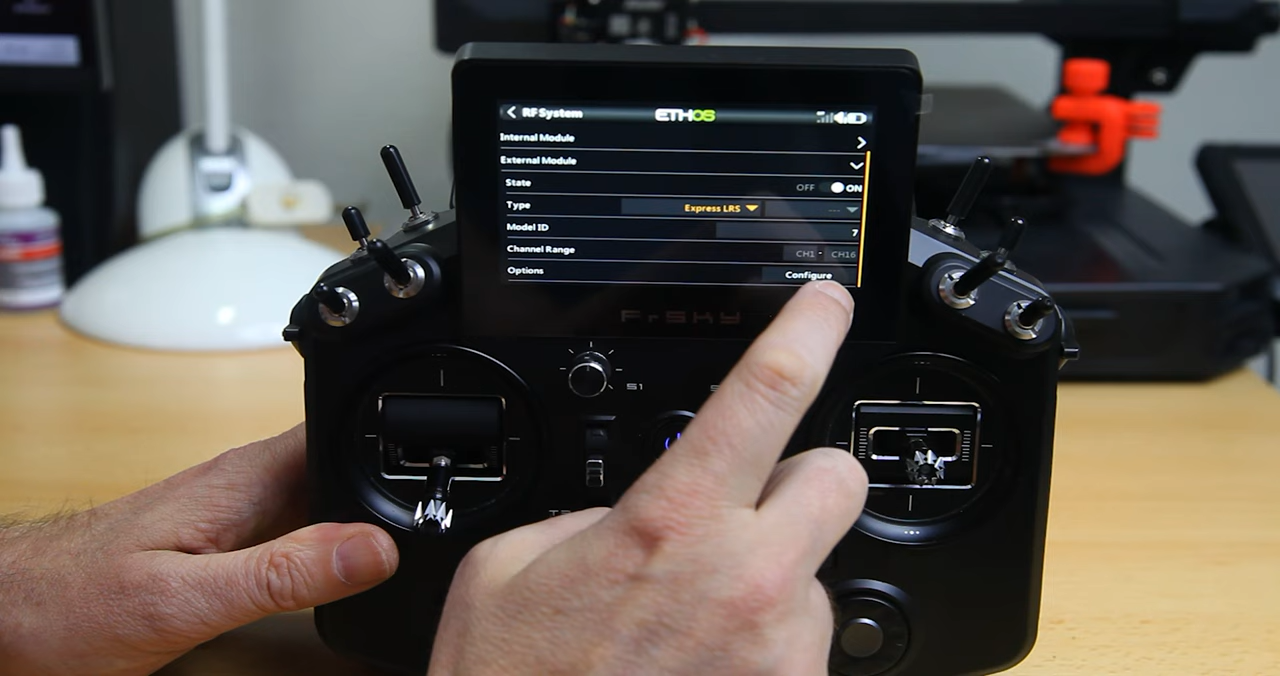 RF System ETHOS
Internal Module
External Module
State OFF ON
Type Express LRS ---
Model ID 7
Channel Range CH1 - CH16
Options Configure
FrSKY
S1